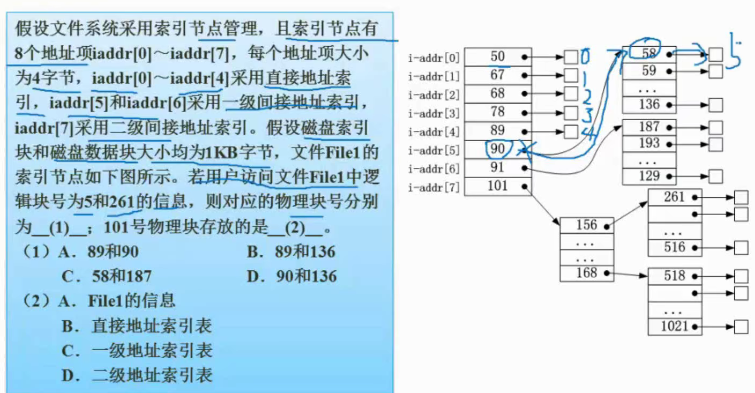 假设文件系统采用索引节点管理，且索引节点有
8个地址项iaddr[0]～iaddr[7]，每个地址项大小
为4字节，iaddr[0]～iaddr[4]采用直接地址索
引，iaddr[5]和iaddr[6]采用一级间接地址索引，
iaddr[7]采用二级间接地址索引。假设磁盘索引
块和磁盘数据块大小均为1KB字节，文件File1的
索引节点如下图所示。若用户访问文件File1中逻
辑块号为5和261的信息，则对应的物理块号分别
为__(1)__；101号物理块存放的是__(2)__。
（1）A．89和90 B．89和136
C．58和187 D．90和136
（2）A．File1的信息
B．直接地址索引表
C．一级地址索引表
D．二级地址索引表
i-addr[0] 50 0
i-addr[1] 67 1
i-addr[2] 68 2
i-addr[3] 78 3
i-addr[4] 89 4
i-addr[5] 90
i-addr[6] 91
i-addr[7] 101
58 5
59
...
136
187
193
...
129
156
...
...
168
261
...
516
518
...
1021